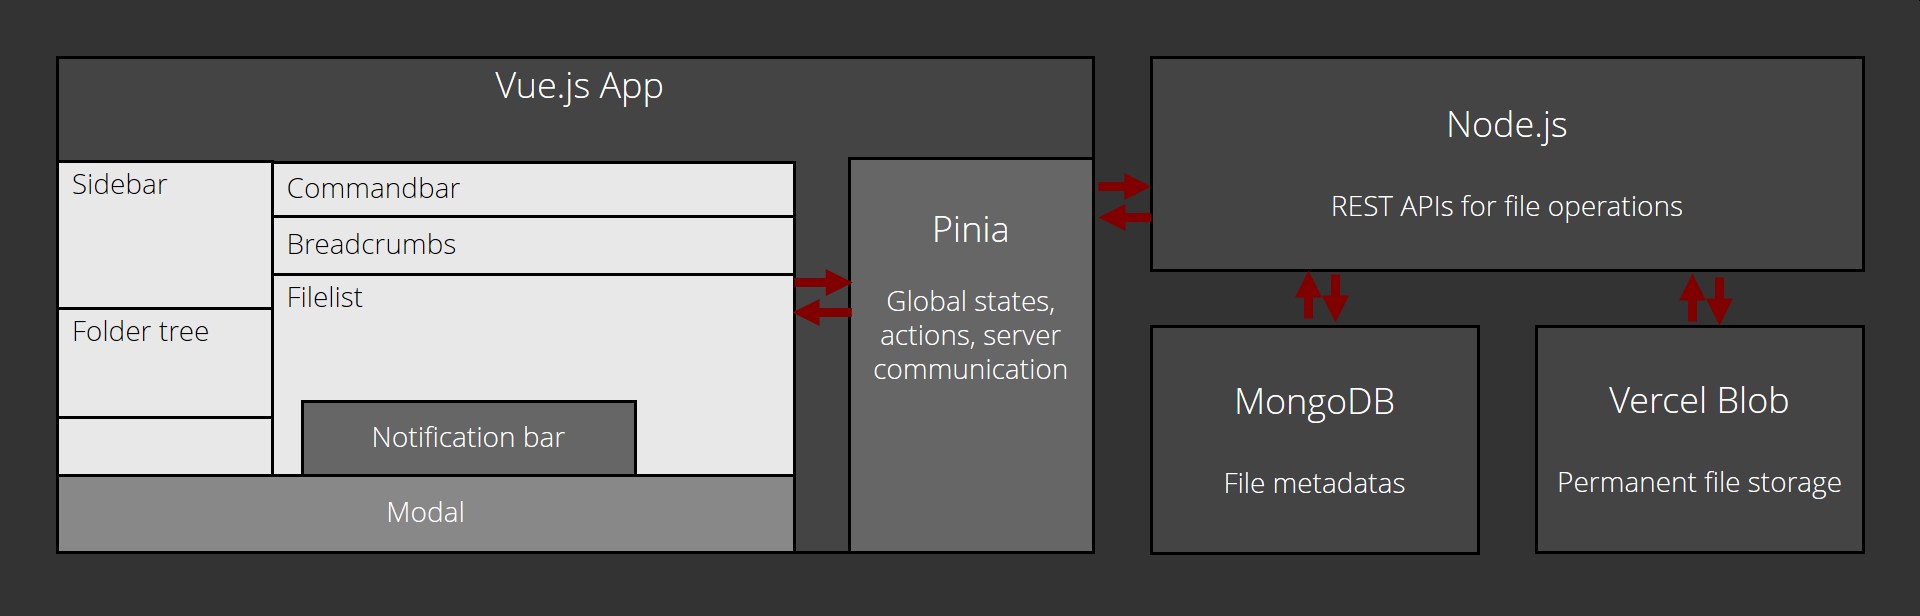 Vue.js App
Sidebar
Folder tree
Commandbar
Breadcrumbs
Filelist
Notification bar
Modal
Pinia
Global states,
actions, server
communication
Node.js
REST APIs for file operations
MongoDB
File metadatas
Vercel Blob
Permanent file storage